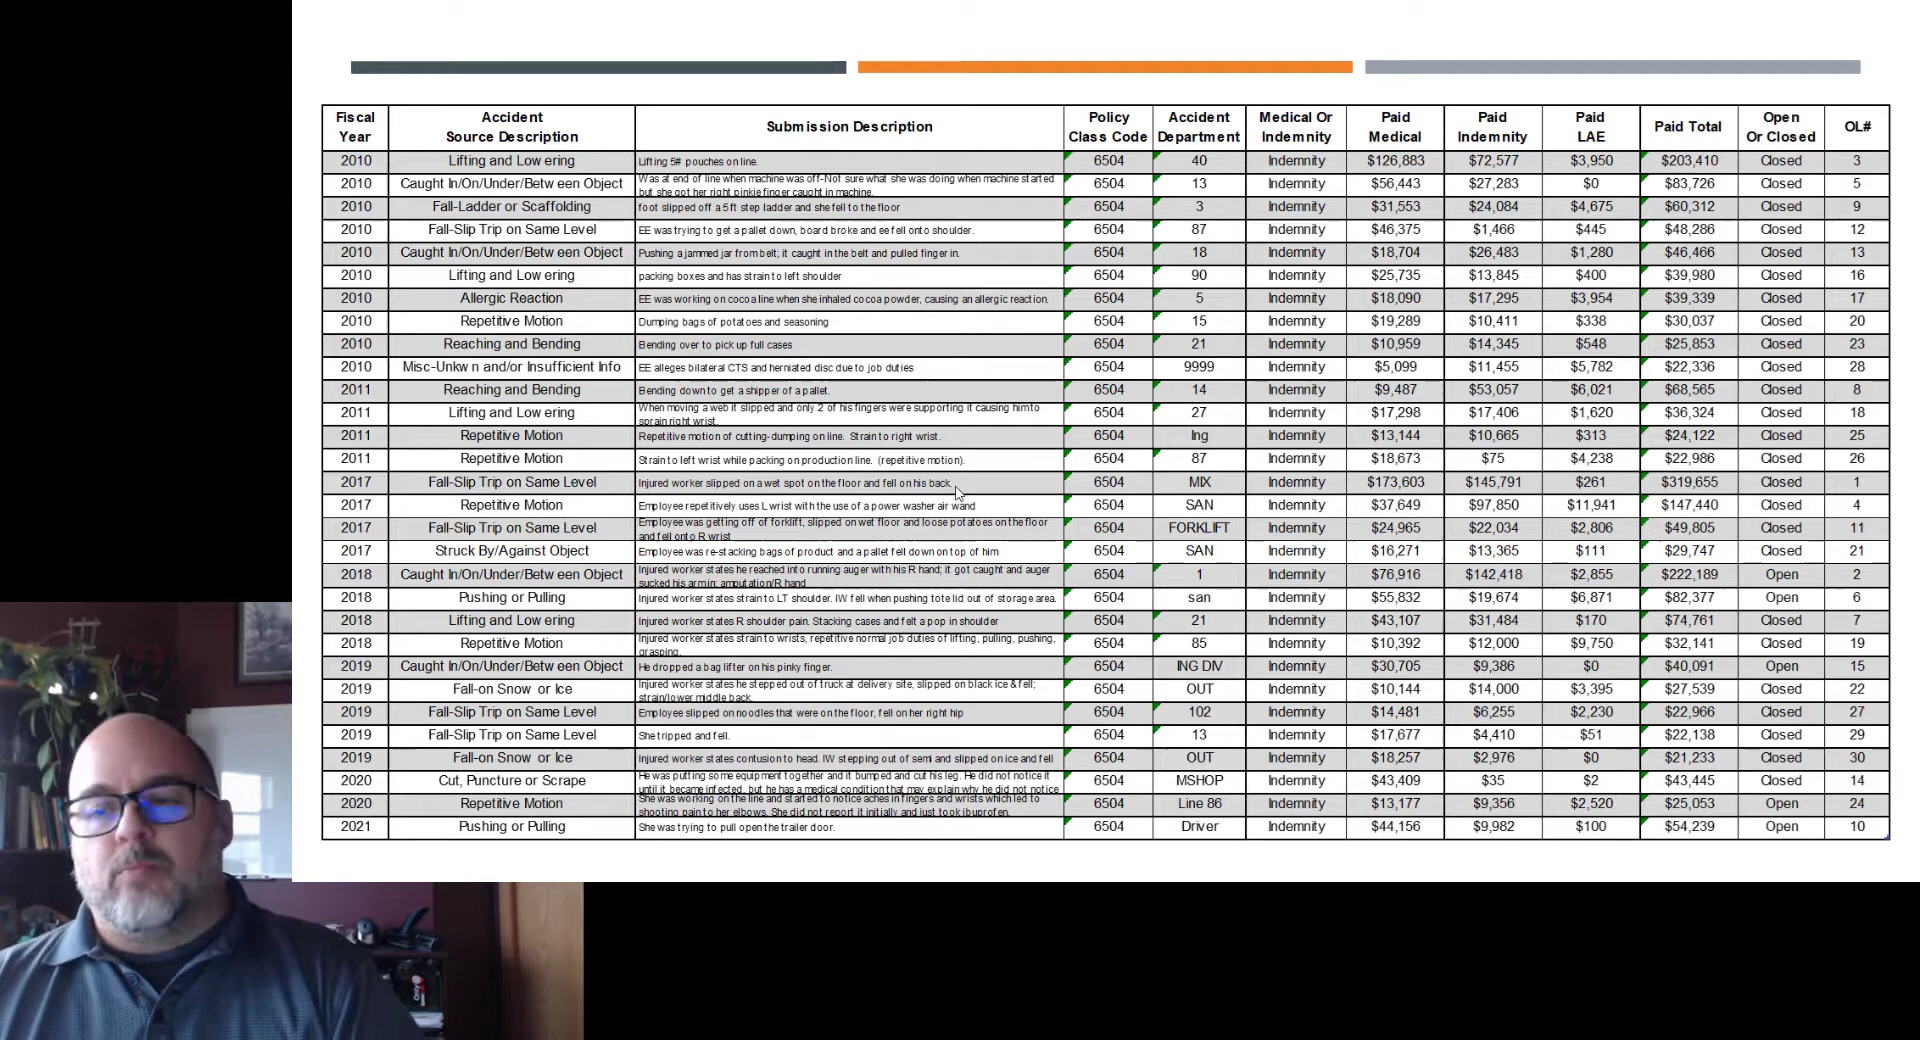 Fiscal Year Accident Source Description Submission Description Policy Class Code Accident Department Medical Or Indemnity Paid Medical Paid Indemnity Paid LAE Paid Total Open Or Closed OL#
2010 Lifting and Lowering Lifting 5# pouches on line. 6504 40 Indemnity $126,883 $72,577 $3,950 $203,410 Closed 3
2010 Caught In/On/Under/Between Object Was at end of line when machine was off-Not sure what she was doing when machine started but she got her right pinkie finger caught in machine. 6504 13 Indemnity $56,443 $27,283 $0 $83,726 Closed 5
2010 Fall-Ladder or Scaffolding foot slipped off a 5 ft step ladder and she fell to the floor 6504 3 Indemnity $31,553 $24,084 $4,675 $60,312 Closed 9
2010 Fall-Slip Trip on Same Level EE was trying to get a pallet down, board broke and ee fell onto shoulder. 6504 87 Indemnity $46,375 $1,466 $445 $48,286 Closed 12
2010 Caught In/On/Under/Between Object Pushing a jammed jar from belt; it caught in the belt and pulled finger in. 6504 18 Indemnity $18,704 $26,483 $1,280 $46,466 Closed 13
2010 Lifting and Lowering packing boxes and has strain to left shoulder 6504 90 Indemnity $25,735 $13,845 $400 $39,980 Closed 16
2010 Allergic Reaction EE was working on cocoa line when she inhaled cocoa powder, causing an allergic reaction. 6504 5 Indemnity $18,090 $17,295 $3,954 $39,339 Closed 17
2010 Repetitive Motion Dumping bags of potatoes and seasoning 6504 15 Indemnity $19,289 $10,411 $338 $30,037 Closed 20
2010 Reaching and Bending Bending over to pick up full cases 6504 21 Indemnity $10,959 $14,345 $548 $25,853 Closed 23
2010 Misc-Unkwn and/or Insufficient Info EE alleges bilateral CTS and herniated disc due to job duties 6504 9999 Indemnity $5,099 $11,455 $5,782 $22,336 Closed 28
2011 Reaching and Bending Bending down to get a shipper of a pallet. 6504 14 Indemnity $9,487 $53,057 $6,021 $68,565 Closed 8
2011 Lifting and Lowering When moving a web it slipped and only 2 of his fingers were supporting it causing him to sprain right wrist. 6504 27 Indemnity $17,298 $17,406 $1,620 $36,324 Closed 18
2011 Repetitive Motion Repetitive motion of cutting-dumping on line. Strain to right wrist. 6504 Ing Indemnity $13,144 $10,665 $313 $24,122 Closed 25
2011 Repetitive Motion Strain to left wrist while packing on production line. (repetitive motion). 6504 87 Indemnity $18,673 $75 $4,238 $22,986 Closed 26
2017 Fall-Slip Trip on Same Level Injured worker slipped on a wet spot on the floor and fell on his back. 6504 MIX Indemnity $173,603 $145,791 $261 $319,655 Closed 1
2017 Repetitive Motion Employee repetitively uses L wrist with the use of a power washer air wand 6504 SAN Indemnity $37,649 $97,850 $11,941 $147,440 Closed 4
2017 Fall-Slip Trip on Same Level Employee was getting off of forklift, slipped on wet floor and loose potatoes on the floor and fell onto R wrist 6504 FORKLIFT Indemnity $24,965 $22,034 $2,806 $49,805 Closed 11
2017 Struck By/Against Object Employee was re-stacking bags of product and a pallet fell down on top of him 6504 SAN Indemnity $16,271 $13,365 $111 $29,747 Closed 21
2018 Caught In/On/Under/Between Object Injured worker states he reached into running auger with his R hand; it got caught and auger sucked his arm in; amputation/R hand 6504 1 Indemnity $76,916 $142,418 $2,855 $222,189 Open 2
2018 Pushing or Pulling Injured worker states strain to LT shoulder. IW fell when pushing tote lid out of storage area. 6504 san Indemnity $55,832 $19,674 $6,871 $82,377 Open 6
2018 Lifting and Lowering Injured worker states R shoulder pain. Stacking cases and felt a pop in shoulder 6504 21 Indemnity $43,107 $31,484 $170 $74,761 Closed 7
2018 Repetitive Motion Injured worker states strain to wrists, repetitive normal job duties of lifting, pulling, pushing, grasping. 6504 85 Indemnity $10,392 $12,000 $9,750 $32,141 Closed 19
2019 Caught In/On/Under/Between Object He dropped a bag lifter on his pinky finger. 6504 ING DIV Indemnity $30,705 $9,386 $0 $40,091 Open 15
2019 Fall-on Snow or Ice Injured worker states he stepped out of truck at delivery site, slipped on black ice & fell; strain/lower middle back. 6504 OUT Indemnity $10,144 $14,000 $3,395 $27,539 Closed 22
2019 Fall-Slip Trip on Same Level Employee slipped on noodles that were on the floor, fell on her right hip 6504 102 Indemnity $14,481 $6,255 $2,230 $22,966 Closed 27
2019 Fall-Slip Trip on Same Level She tripped and fell. 6504 13 Indemnity $17,677 $4,410 $51 $22,138 Closed 29
2019 Fall-on Snow or Ice Injured worker states contusion to head. IW stepping out of semi and slipped on ice and fell 6504 OUT Indemnity $18,257 $2,976 $0 $21,233 Closed 30
2020 Cut, Puncture or Scrape He was putting some equipment together and it bumped and cut his leg. He did not notice it until it became infected, but he has a medical condition that may explain why he did not notice 6504 MSHOP Indemnity $43,409 $35 $2 $43,445 Closed 14
2020 Repetitive Motion She was working on the line and started to notice aches in fingers and wrists which led to shooting pain to her elbows. She did not report it initially and just took ibuprofen. 6504 Line 86 Indemnity $13,177 $9,356 $2,520 $25,053 Open 24
2021 Pushing or Pulling She was trying to pull open the trailer door. 6504 Driver Indemnity $44,156 $9,982 $100 $54,239 Open 10